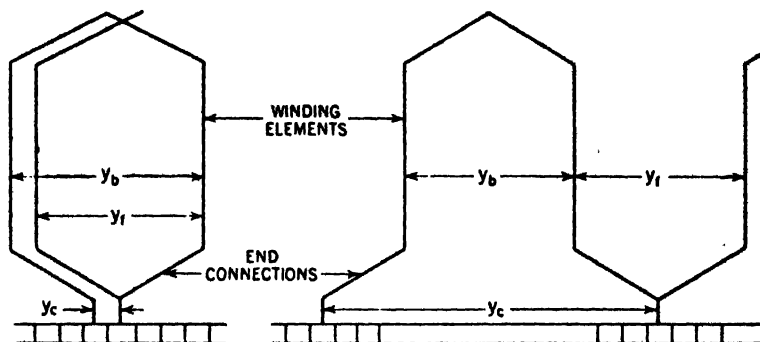 WINDING
ELEMENTS
yb
yb
yf
yf
END
CONNECTIONS
yc
yc